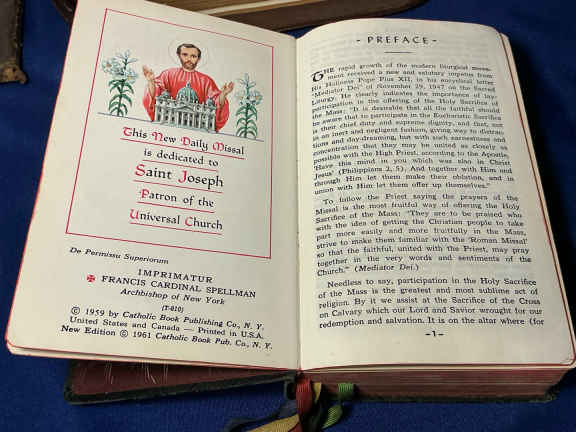 This New Daily Missal
is dedicated to
Saint Joseph
Patron of the
Universal Church
De Permissu Superiorum
IMPRIMATUR
✠ FRANCIS CARDINAL SPELLMAN
Archbishop of New York
(T-810)
© 1959 by Catholic Book Publishing Co., N. Y.
United States and Canada — Printed in U.S.A.
New Edition © 1961 Catholic Book Pub. Co., N. Y.
- PREFACE -
THE rapid growth of the modern liturgical move-
ment received a new and salutary impetus from
His Holiness Pope Pius XII, in his encyclical letter
"Mediator Dei" of November 29, 1947 on the Sacred
Liturgy. He clearly indicates the importance of lay-
participation in the offering of the Holy Sacrifice of
the Mass: "It is desirable that all the faithful should
be aware that to participate in the Eucharistic Sacrifice
is their chief duty and supreme dignity, and that, not
in an inert and negligent fashion, giving way to distrac-
tions and day-dreaming, but with such earnestness and
concentration that they may be united as closely as
possible with the High Priest, according to the Apostle,
'Have this mind in you which was also in Christ
Jesus' (Philippians 2, 5). And together with Him and
through Him let them make their oblation, and in
union with Him let them offer up themselves."
To follow the Priest saying the prayers of the
Missal is the most fruitful way of offering the Holy
Sacrifice of the Mass: "They are to be praised who
with the idea of getting the Christian people to take
part more easily and more fruitfully in the Mass,
strive to make them familiar with the 'Roman Missal'
so that the faithful, united with the Priest, may pray
together in the very words and sentiments of the
Church." (Mediator Dei.)
Needless to say, participation in the Holy Sacrifice
of the Mass is the greatest and most sublime act of
religion. By it we assist at the Sacrifice of the Cross
on Calvary which our Lord and Savior wrought for our
redemption and salvation. It is on the altar where (for
-1-